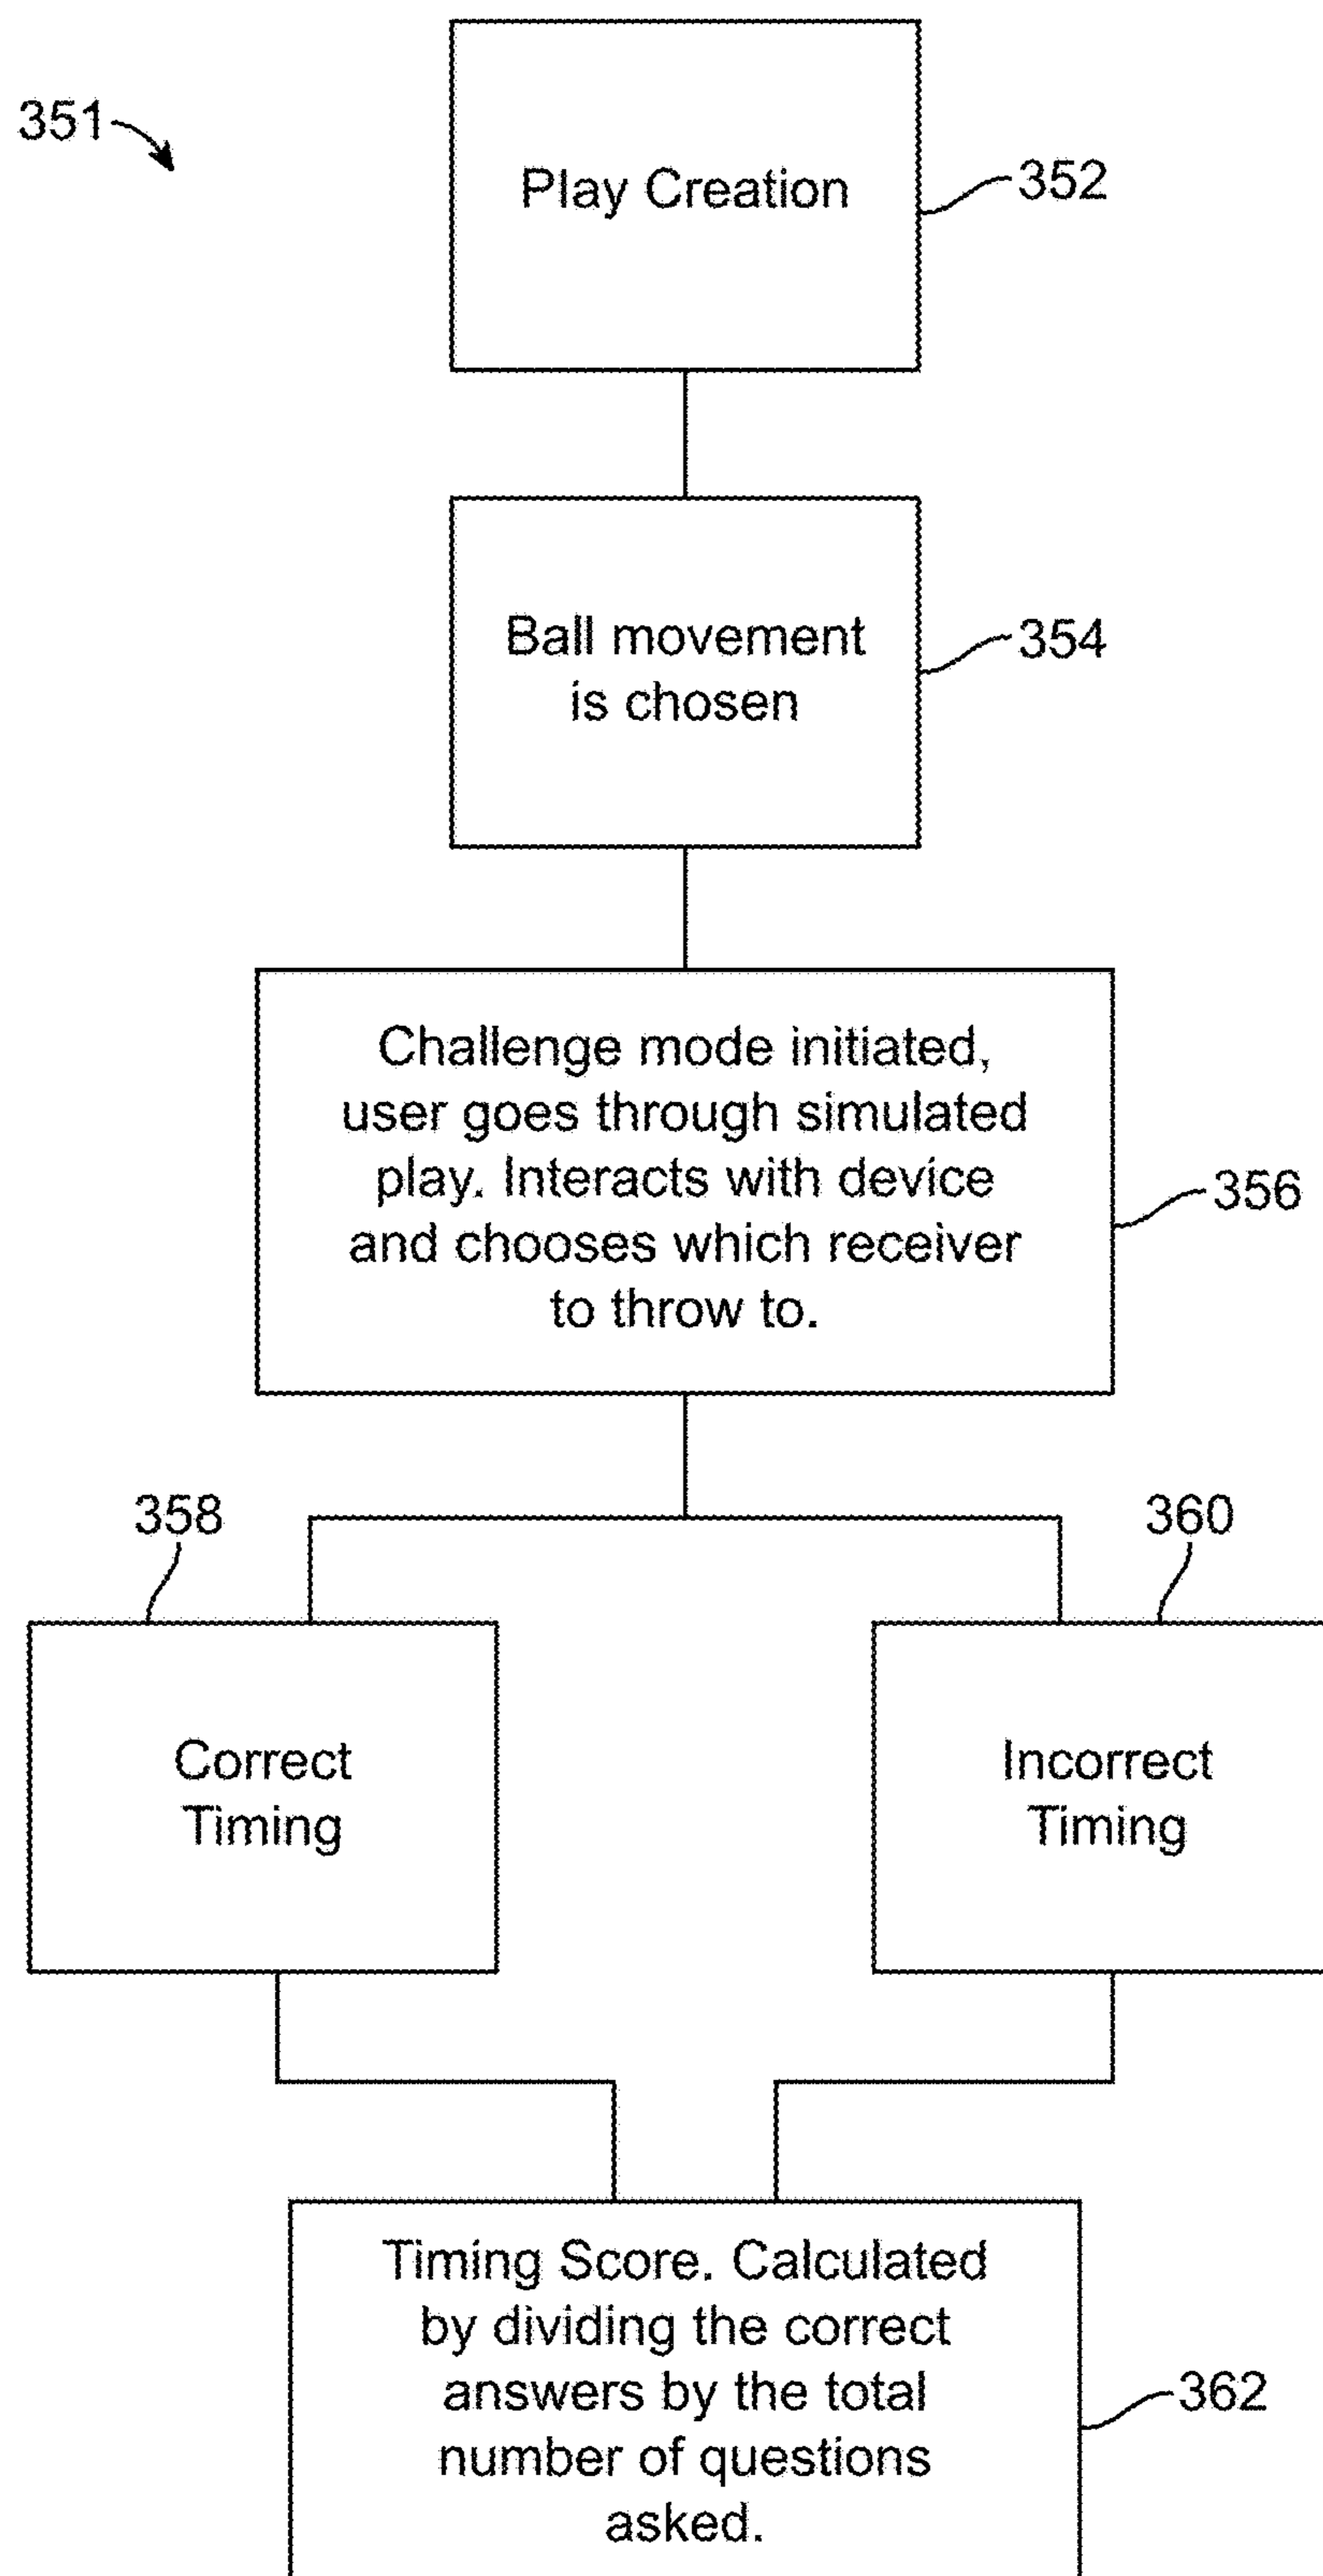 351
Play Creation
352
Ball movement
is chosen
354
Challenge mode initiated,
user goes through simulated
play. Interacts with device
and chooses which receiver
to throw to.
356
358
360
Correct
Timing
Incorrect
Timing
Timing Score. Calculated
by dividing the correct
answers by the total
number of questions
asked.
362